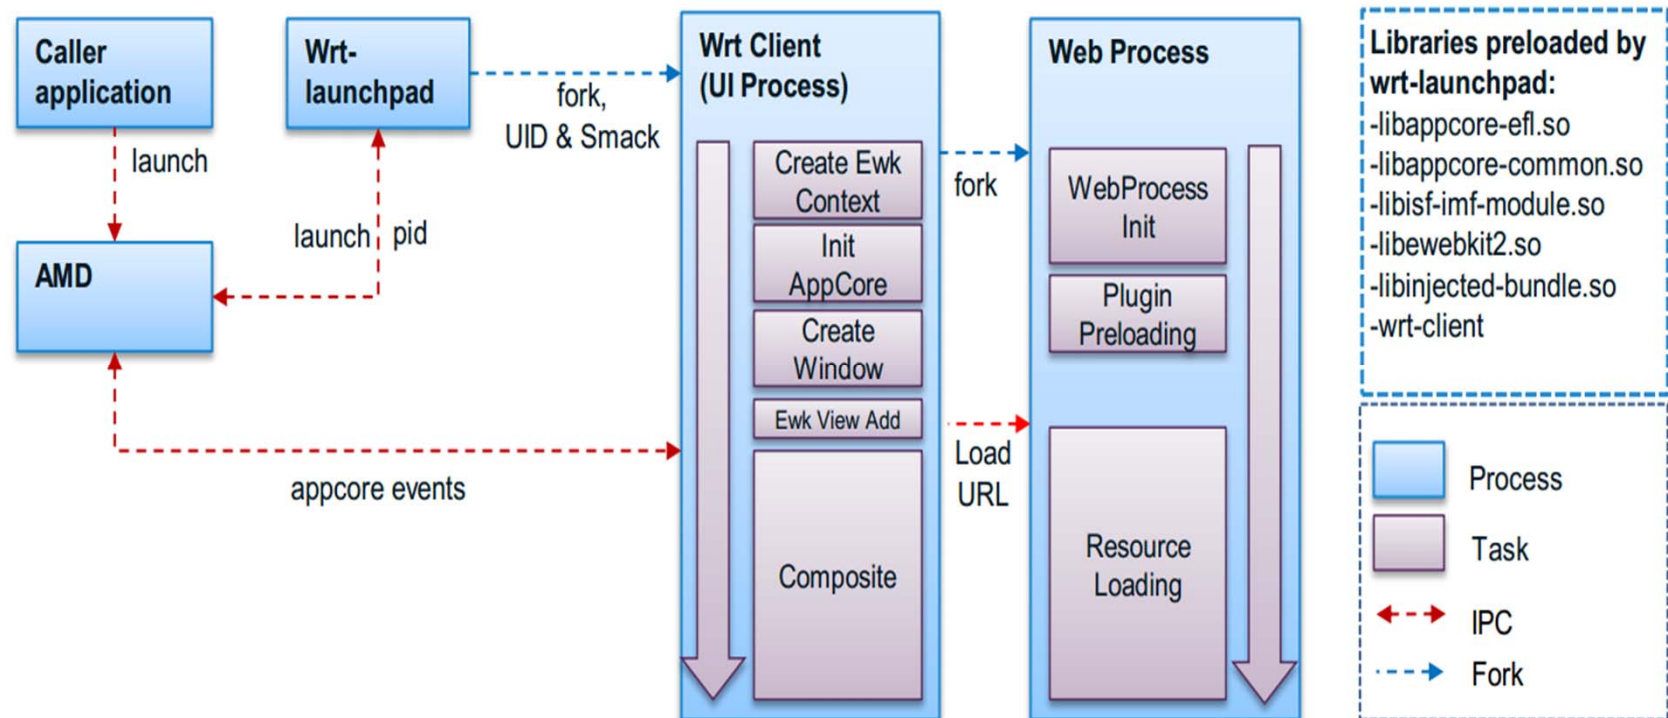 Caller
application
launch
AMD
Wrt-
launchpad
launch
pid
fork,
UID & Smack
appcore events
Wrt Client
(UI Process)
Create Ewk
Context
Init
AppCore
Create
Window
Ewk View Add
Composite
fork
Load
URL
Web Process
WebProcess
Init
Plugin
Preloading
Resource
Loading
Libraries preloaded by
wrt-launchpad:
-libappcore-efl.so
-libappcore-common.so
-libisf-imf-module.so
-libewebkit2.so
-libinjected-bundle.so
-wrt-client
Process
Task
IPC
Fork